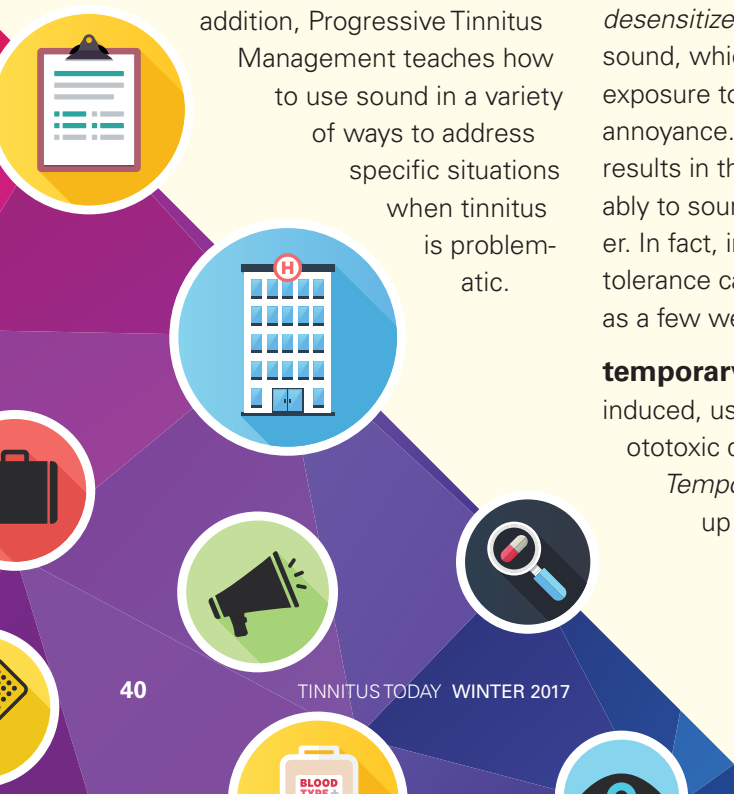 addition, Progressive Tinnitus
Management teaches how
to use sound in a variety
of ways to address
specific situations
when tinnitus
is problem-
atic.
desensitize
sound, whic
exposure to
annoyance.
results in th
ably to soun
er. In fact, i
tolerance ca
as a few we
temporary
induced, us
ototoxic
Tempo
up
H
40
TINNITUS TODAY WINTER 2017
BLOOD
TYPE +